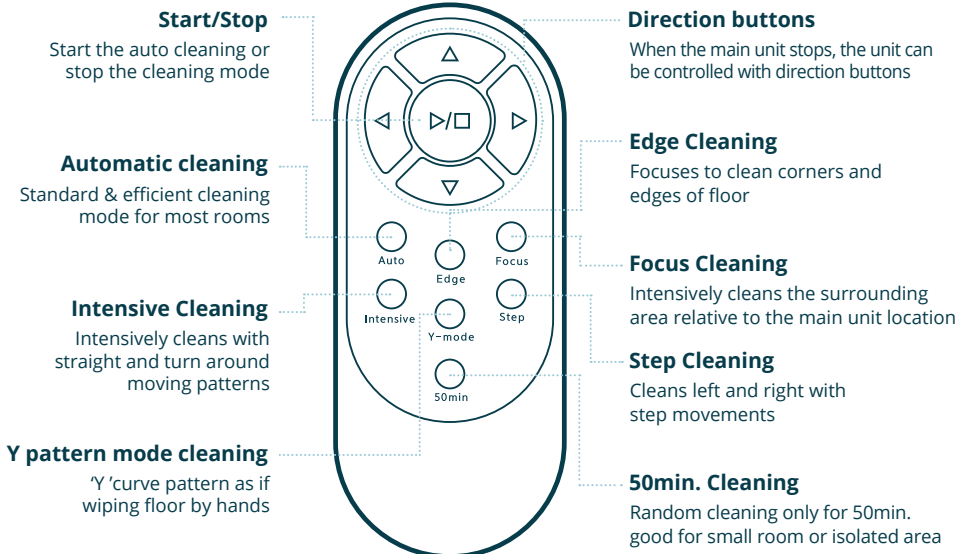 Start/Stop
Start the auto cleaning or
stop the cleaning mode
Automatic cleaning
Standard & efficient cleaning
mode for most rooms
Intensive Cleaning
Intensively cleans with
straight and turn around
moving patterns
Y pattern mode cleaning
‘Y ’curve pattern as if
wiping floor by hands
Auto
Edge
Focus
Intensive
Y-mode
Step
50min
Direction buttons
When the main unit stops, the unit can
be controlled with direction buttons
Edge Cleaning
Focuses to clean corners and
edges of floor
Focus Cleaning
Intensively cleans the surrounding
area relative to the main unit location
Step Cleaning
Cleans left and right with
step movements
50min. Cleaning
Random cleaning only for 50min.
good for small room or isolated area